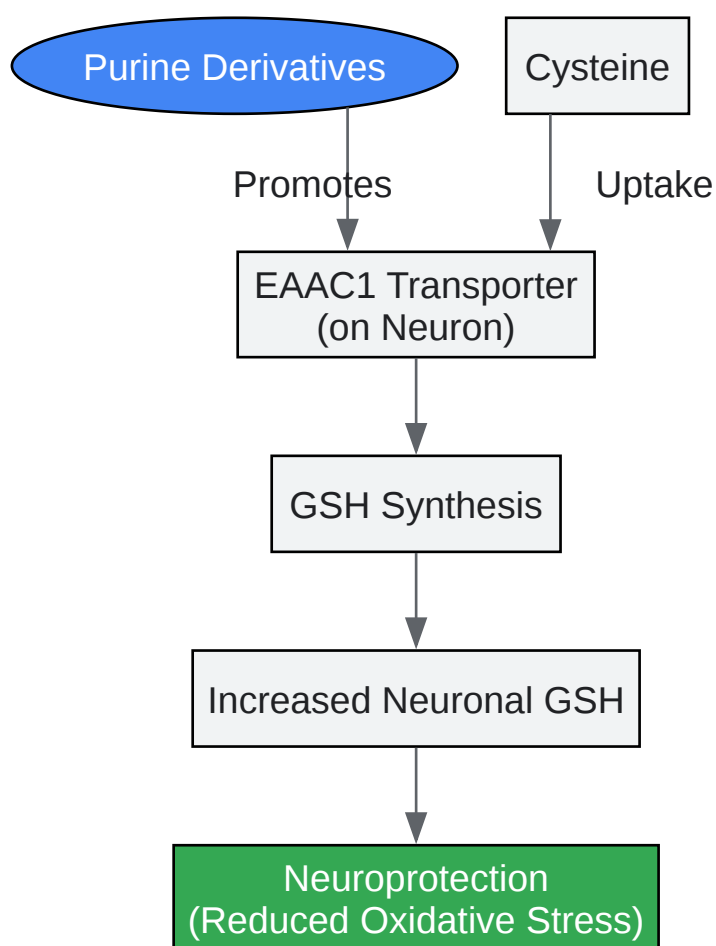 Purine Derivatives
Cysteine
Promotes
Uptake
EAAC1 Transporter
(on Neuron)
GSH Synthesis
Increased Neuronal GSH
Neuroprotection
(Reduced Oxidative Stress)